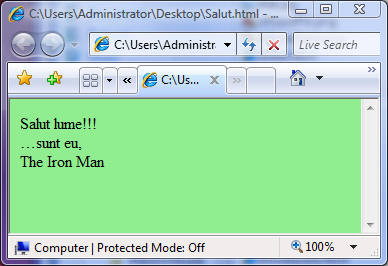 C:\Users\Administrator\Desktop\Salut.html - ...
C:\Users\Administra
Live Search
C:\Us...
Salut lume!!!
…sunt eu,
The Iron Man
Computer | Protected Mode: Off
100%